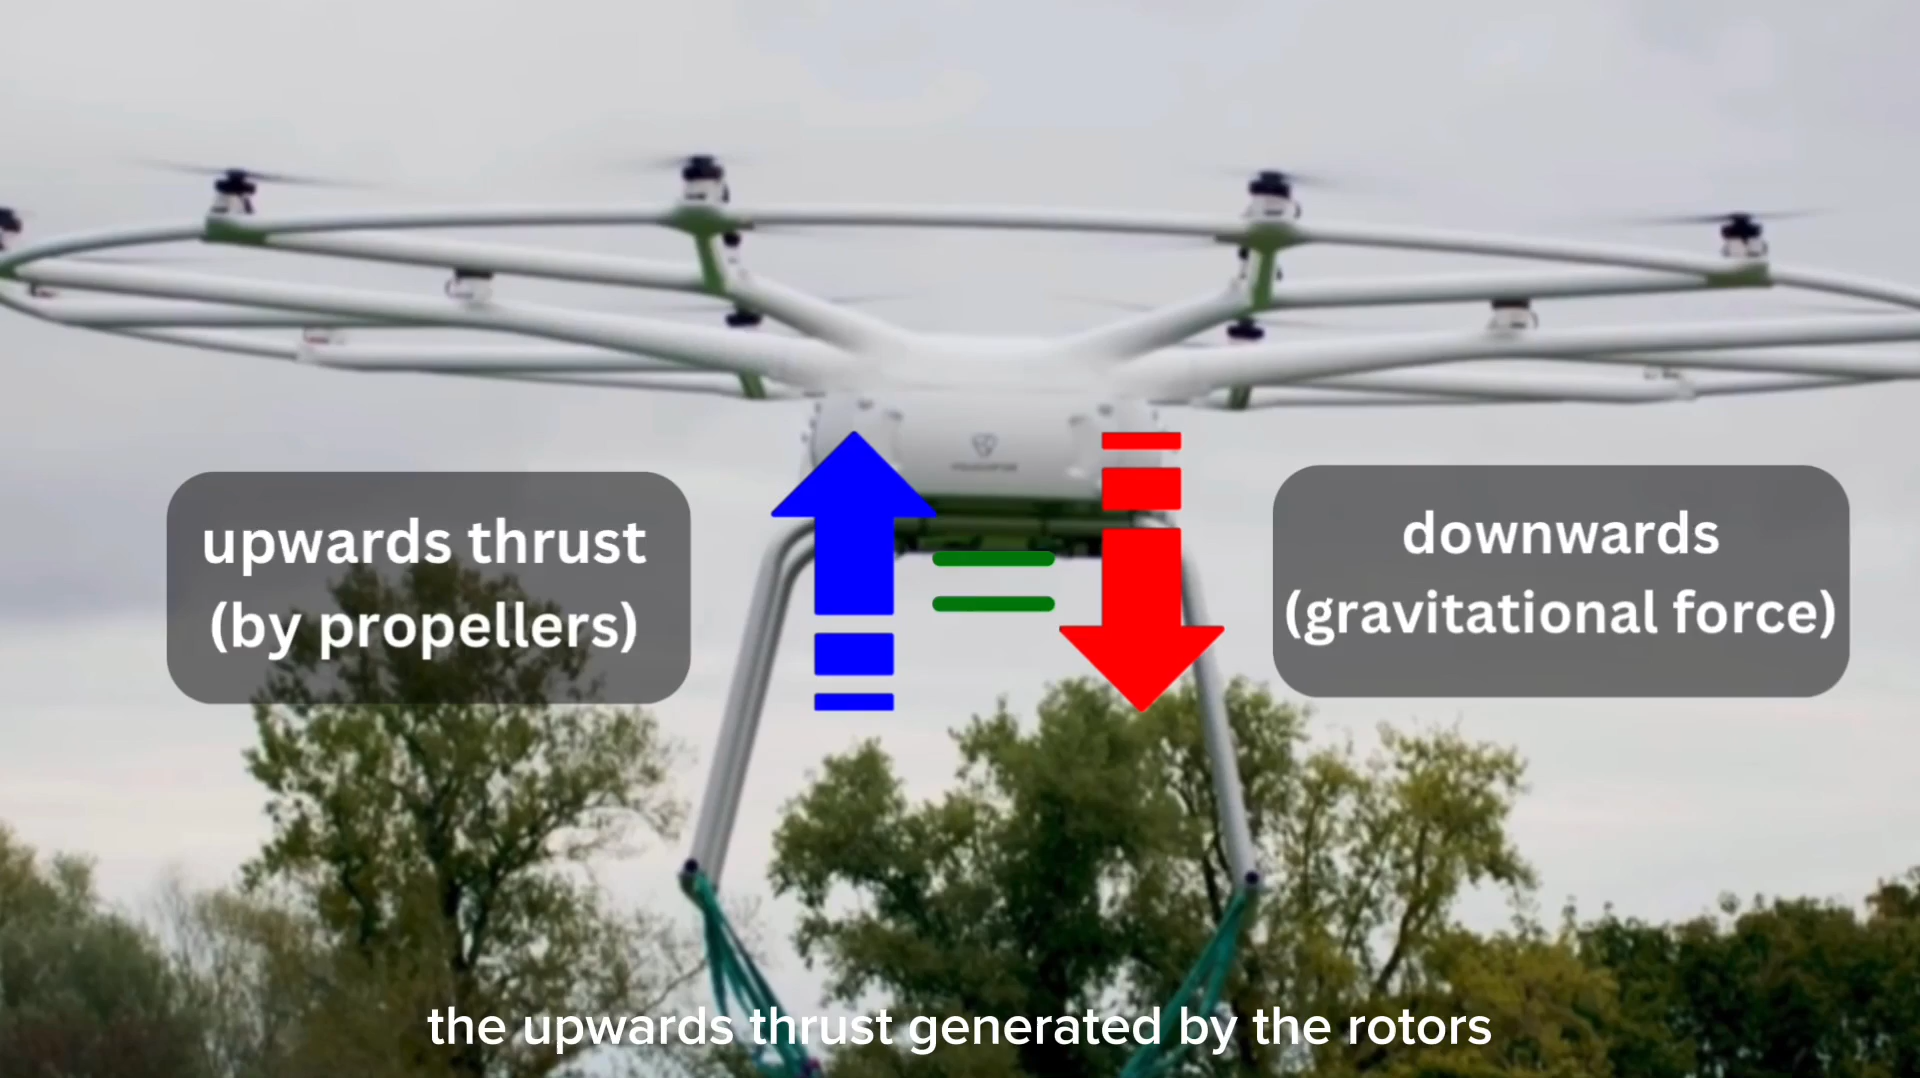 upwards thrust
(by propellers)
downwards
(gravitational force)
the upwards thrust generated by the rotors